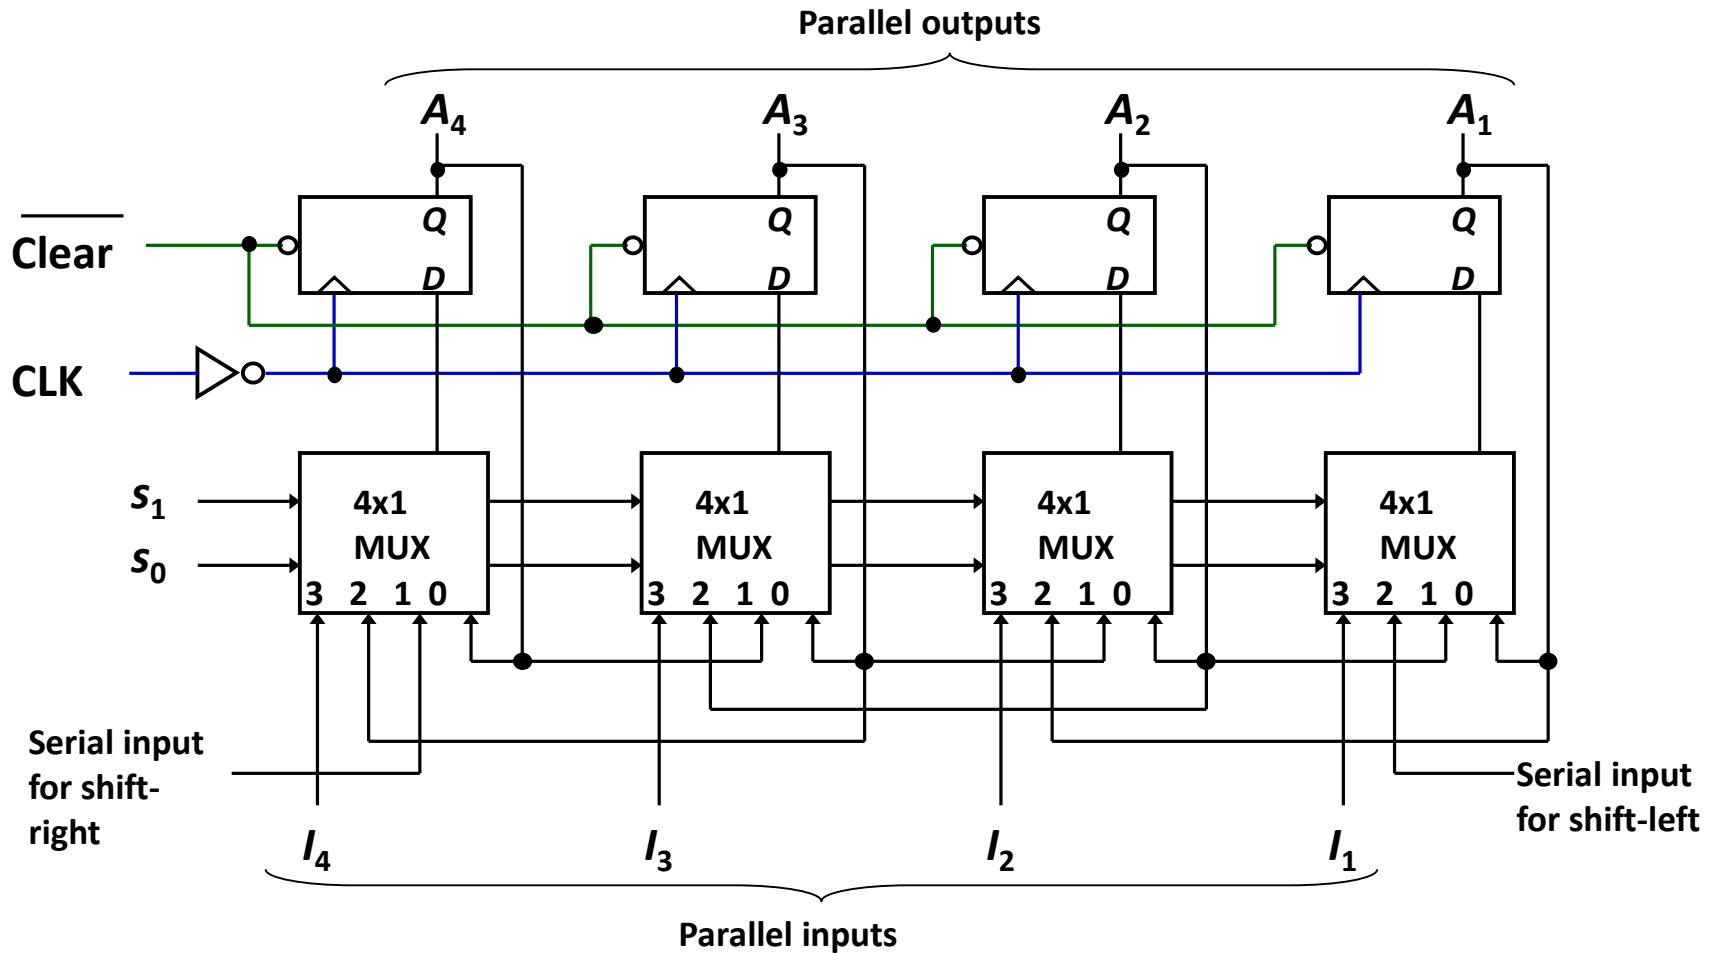 Parallel outputs
A4 A3 A2 A1
Q Q Q Q
Clear
D D D D
CLK
s1 4x1 4x1 4x1 4x1
MUX MUX MUX MUX
s0
3 2 1 0 3 2 1 0 3 2 1 0 3 2 1 0
Serial input
for shift-
right
Serial input
for shift-left
I4 I3 I2 I1
Parallel inputs